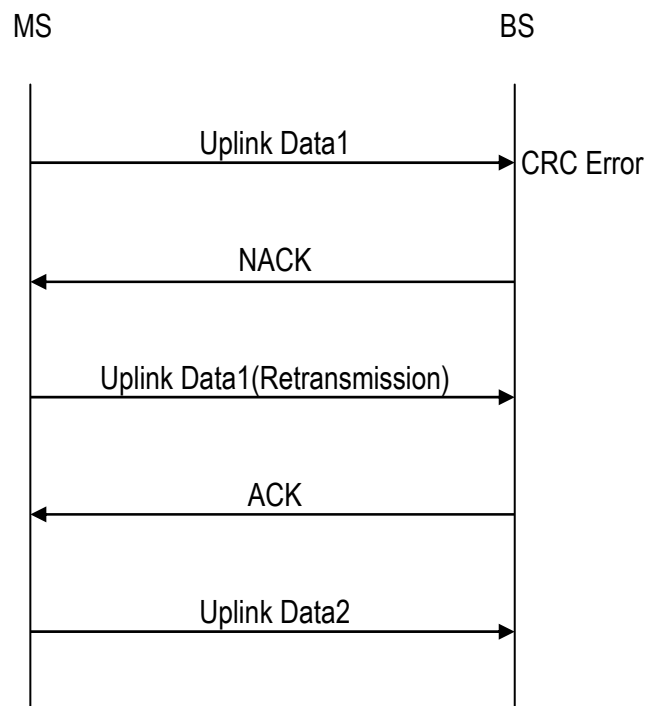 MS
BS
Uplink Data1
CRC Error
NACK
Uplink Data1(Retransmission)
ACK
Uplink Data2